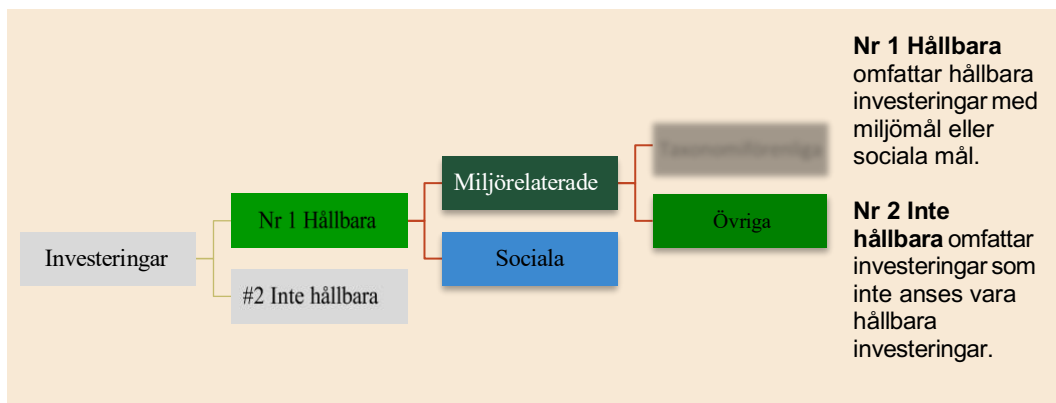 Investeringar
Nr 1 Hållbara
#2 Inte hållbara
Miljörelaterade
Sociala
Övriga
Nr 1 Hållbara
omfattar hållbara
investeringar med
miljömål eller
sociala mål.
Nr 2 Inte
hållbara omfattar
investeringar som
inte anses vara
hållbara
investeringar.